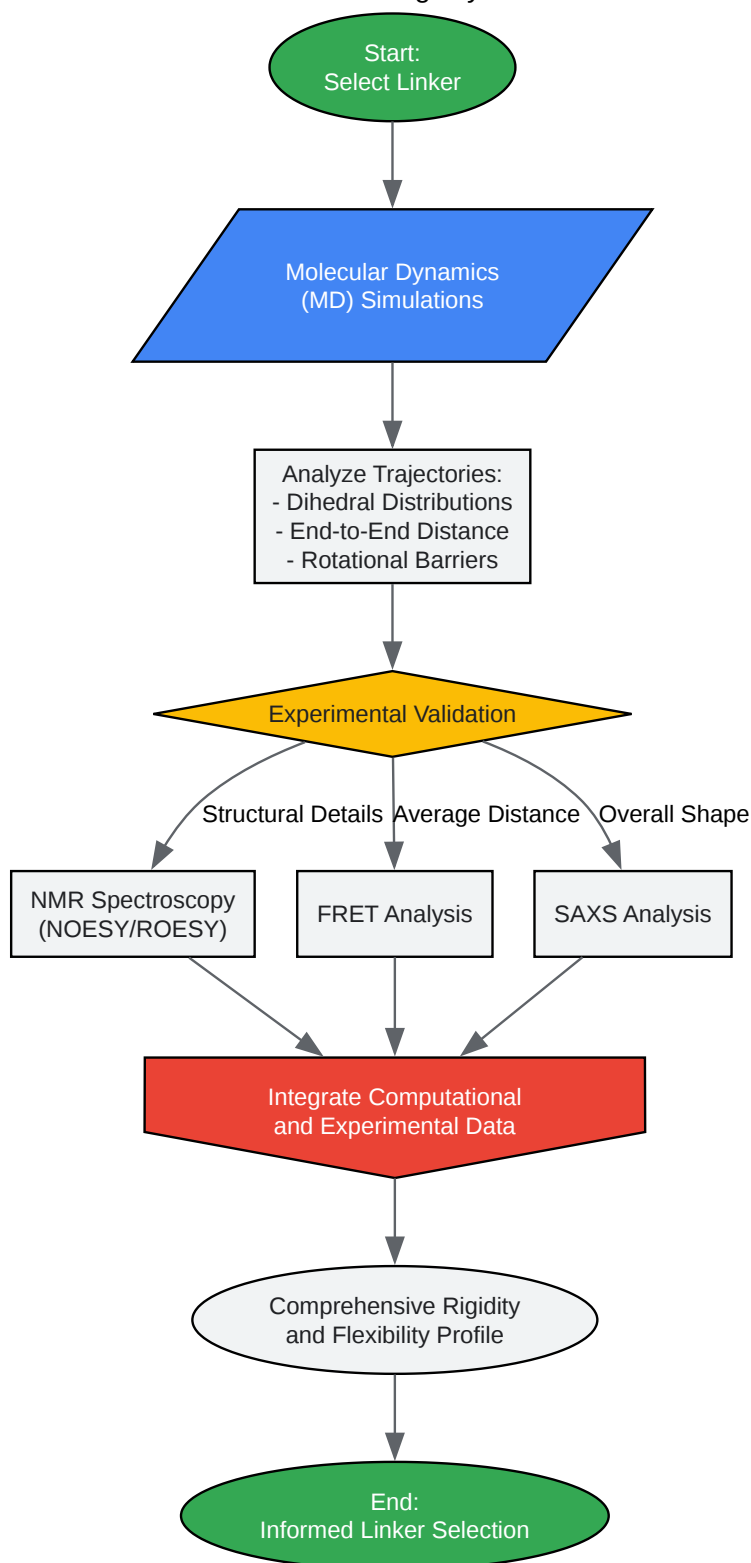 Start:
Select Linker
Molecular Dynamics
(MD) Simulations
Analyze Trajectories:
- Dihedral Distributions
- End-to-End Distance
- Rotational Barriers
Experimental Validation
Structural Details
Average Distance
Overall Shape
NMR Spectroscopy
(NOESY/ROESY)
FRET Analysis
SAXS Analysis
Integrate Computational
and Experimental Data
Comprehensive Rigidity
and Flexibility Profile
End:
Informed Linker Selection